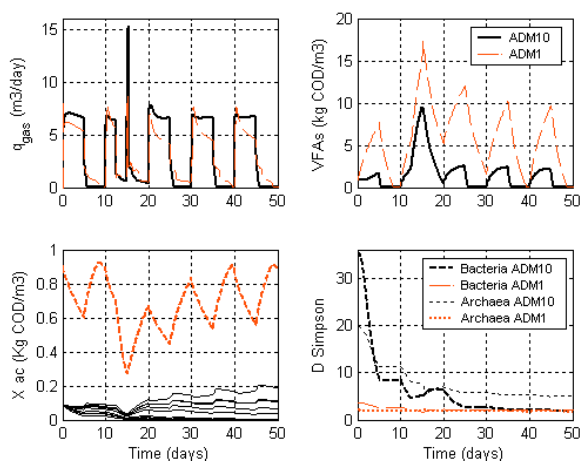 q gas (m3/day)
15
10
5
0
0 10 20 30 40 50
VFAs (kg COD/m3)
20
15
10
5
0
0 10 20 30 40 50
ADM10
ADM1
X ac (Kg COD/m3)
1
0.8
0.6
0.4
0.2
0
0 10 20 30 40 50
Time (days)
D Simpson
30
20
10
0
0 10 20 30 40 50
Time (days)
Bacteria ADM10
Bacteria ADM1
Archaea ADM10
Archaea ADM1